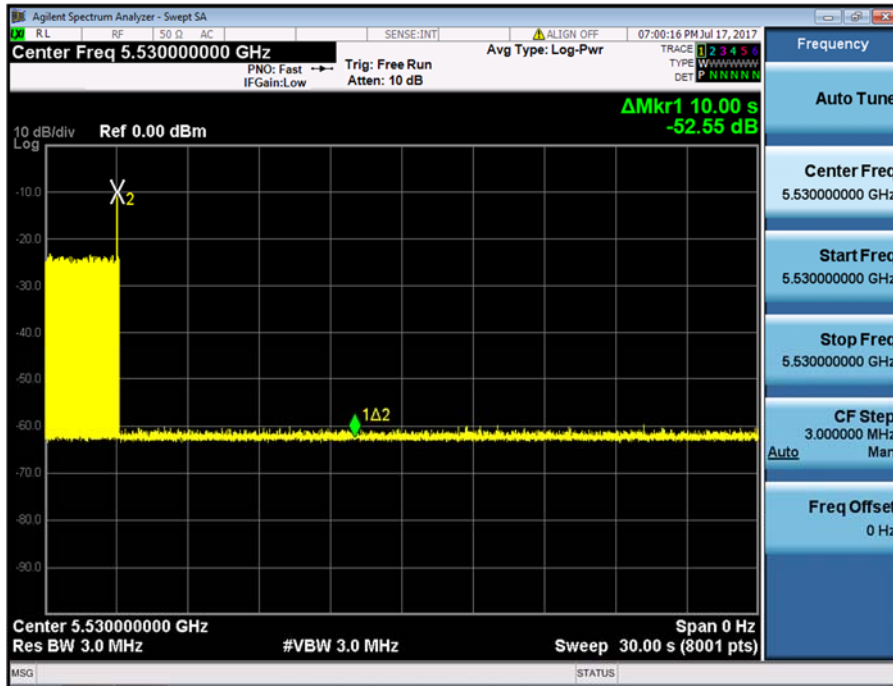 Agilent Spectrum Analyzer - Swept SA
RL RF 50 Ω AC SENSE:INT ALIGN OFF 07:00:16 PM Jul 17, 2017
Center Freq 5.530000000 GHz
PNO: Fast
IFGain:Low
Trig: Free Run
Atten: 10 dB
Avg Type: Log-Pwr
TRACE 1 2 3 4 5 6
TYPE W
DET P N N N N N
ΔMkr1 10.00 s
-52.55 dB
10 dB/div Ref 0.00 dBm
Log
-10.0
-20.0
-30.0
-40.0
-50.0
-60.0
-70.0
-80.0
-90.0
2
1Δ2
Center 5.530000000 GHz Span 0 Hz
Res BW 3.0 MHz #VBW 3.0 MHz Sweep 30.00 s (8001 pts)
MSG STATUS
Frequency
Auto Tune
Center Freq
5.530000000 GHz
Start Freq
5.530000000 GHz
Stop Freq
5.530000000 GHz
CF Step
3.000000 MHz
Auto Man
Freq Offset
0 Hz